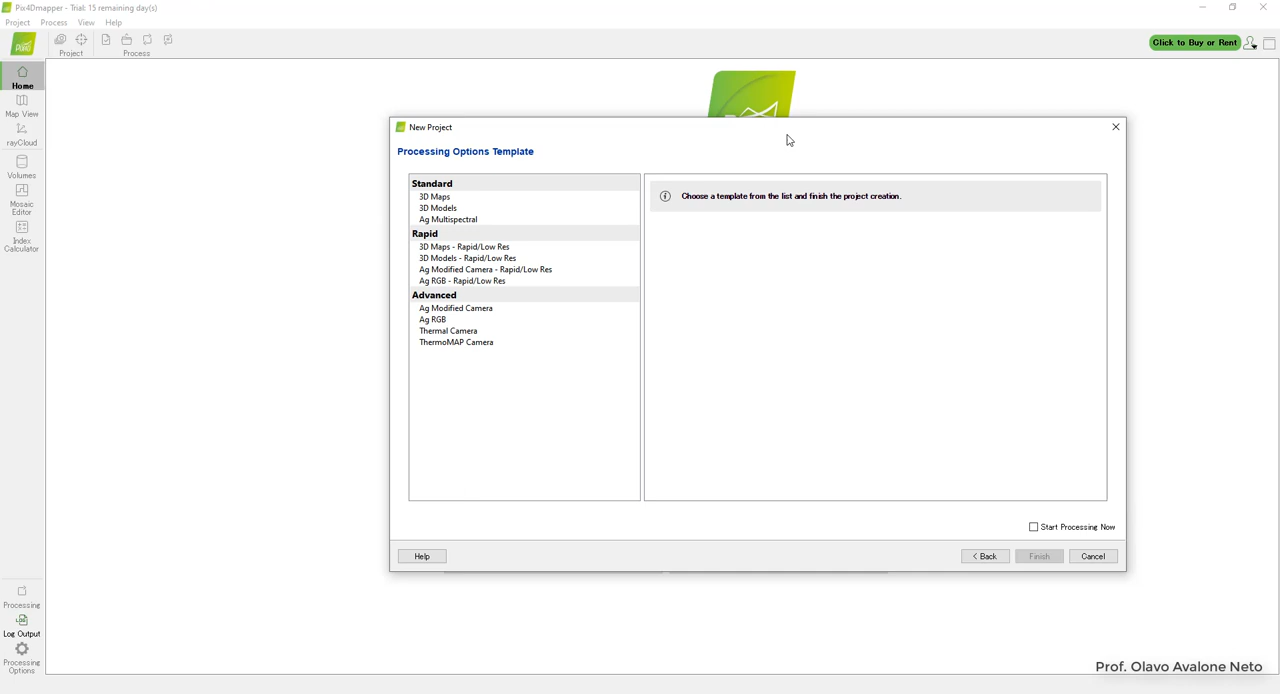 Pix4Dmapper - Trial: 15 remaining day(s)
Project Process View Help
Click to Buy or Rent
Project
Process
Home
Map View
rayCloud
Volumes
Mosaic
Editor
Index
Calculator
New Project
Processing Options Template
Standard
3D Maps
3D Models
Ag Multispectral
Rapid
3D Maps - Rapid/Low Res
3D Models - Rapid/Low Res
Ag Modified Camera - Rapid/Low Res
Ag RGB - Rapid/Low Res
Advanced
Ag Modified Camera
Ag RGB
Thermal Camera
ThermoMAP Camera
Choose a template from the list and finish the project creation.
Start Processing Now
Help
< Back
Finish
Cancel
Processing
Log Output
Processing
Options
Prof. Olavo Avalone Neto